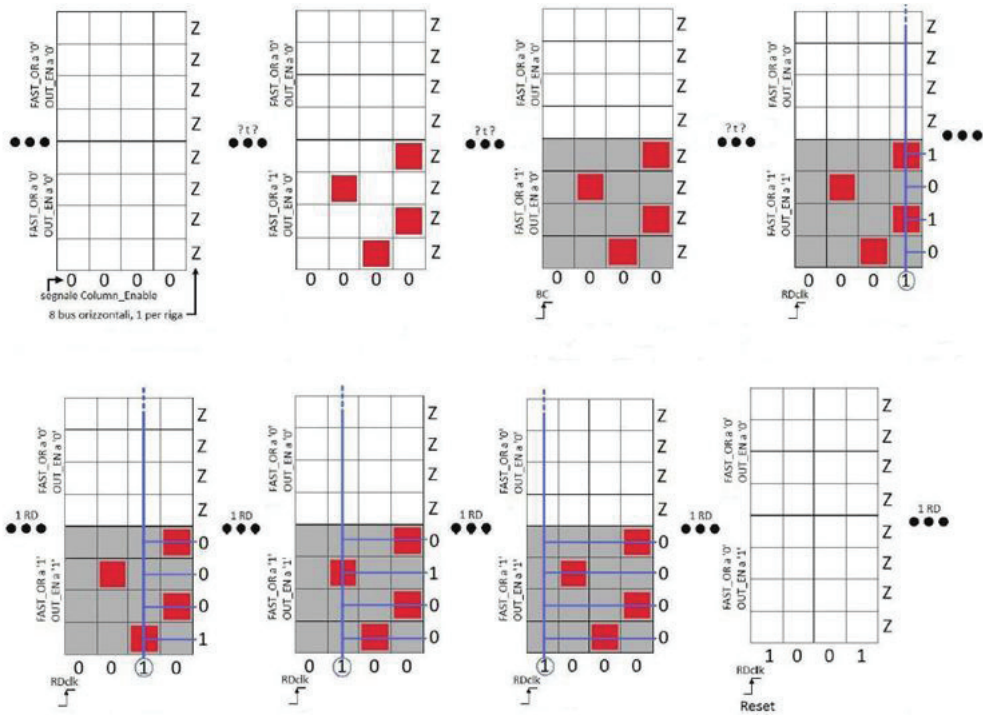 FAST_OR a '0'
OUT_EN a '0'
Z
Z
Z
Z
FAST_OR a '0'
OUT_EN a '0'
Z
Z
Z
Z
0 0 0 0
segnale Column_Enable
8 bus orizzontali, 1 per riga
? t ?
FAST_OR a '0'
OUT_EN a '0'
Z
Z
Z
Z
FAST_OR a '1'
OUT_EN a '0'
Z
Z
Z
Z
0 0 0 0
? t ?
FAST_OR a '0'
OUT_EN a '0'
Z
Z
Z
Z
FAST_OR a '1'
OUT_EN a '0'
Z
Z
Z
Z
0 0 0 0
BC
? t ?
FAST_OR a '0'
OUT_EN a '0'
Z
Z
Z
Z
FAST_OR a '1'
OUT_EN a '1'
1
0
1
0
0 0 0 1
RDclk
FAST_OR a '0'
OUT_EN a '0'
Z
Z
Z
Z
FAST_OR a '1'
OUT_EN a '1'
0
0
0
1
0 0 1 0
RDclk
1 RD
FAST_OR a '0'
OUT_EN a '0'
Z
Z
Z
Z
FAST_OR a '1'
OUT_EN a '1'
0
1
0
0
0 1 0 0
RDclk
1 RD
FAST_OR a '0'
OUT_EN a '0'
Z
Z
Z
Z
FAST_OR a '1'
OUT_EN a '1'
0
0
0
0
1 0 0 0
RDclk
1 RD
FAST_OR a '0'
OUT_EN a '0'
Z
Z
Z
Z
FAST_OR a '0'
OUT_EN a '0'
Z
Z
Z
Z
1 0 0 1
RDclk
Reset
1 RD
1 RD